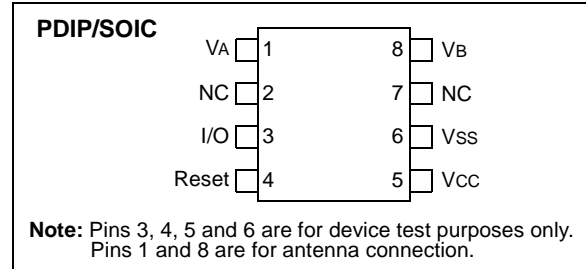 PDIP/SOIC
VA 1 8 VB
NC 2 7 NC
I/O 3 6 VSS
Reset 4 5 VCC
Note: Pins 3, 4, 5 and 6 are for device test purposes only.
Pins 1 and 8 are for antenna connection.